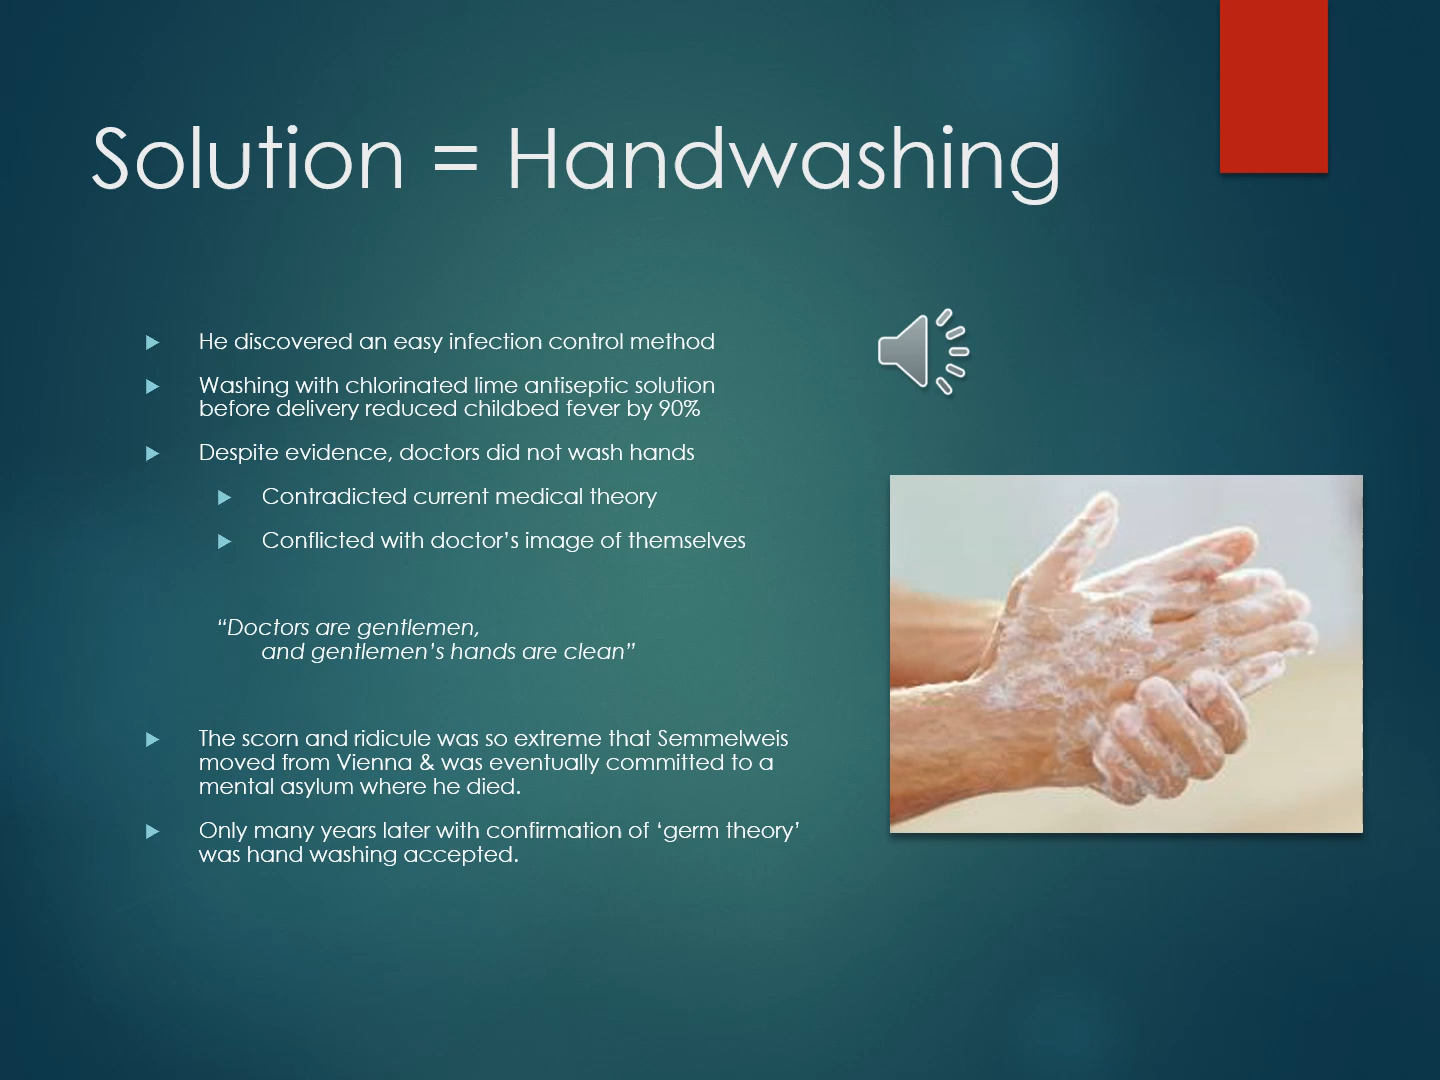 Solution = Handwashing
He discovered an easy infection control method
Washing with chlorinated lime antiseptic solution
before delivery reduced childbed fever by 90%
Despite evidence, doctors did not wash hands
Contradicted current medical theory
Conflicted with doctor’s image of themselves
“Doctors are gentlemen,
and gentlemen’s hands are clean”
The scorn and ridicule was so extreme that Semmelweis
moved from Vienna & was eventually committed to a
mental asylum where he died.
Only many years later with confirmation of ‘germ theory’
was hand washing accepted.